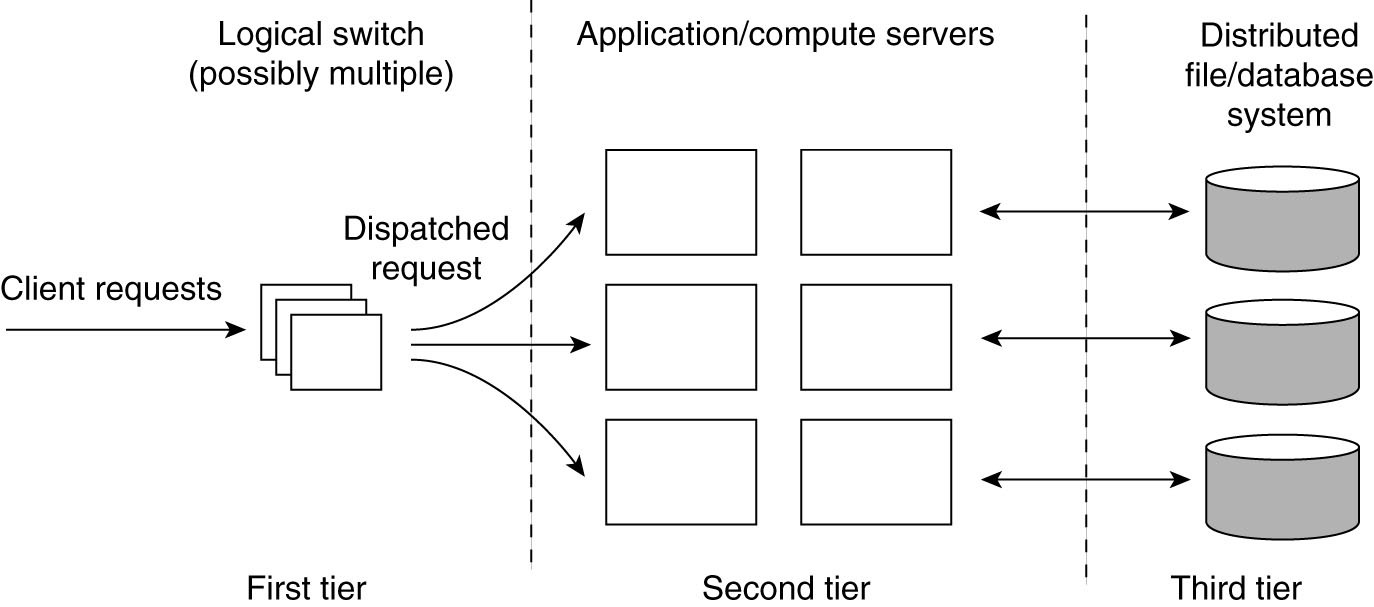 Logical switch
(possibly multiple)
Application/compute servers
Distributed
file/database
system
Dispatched
request
Client requests
First tier
Second tier
Third tier